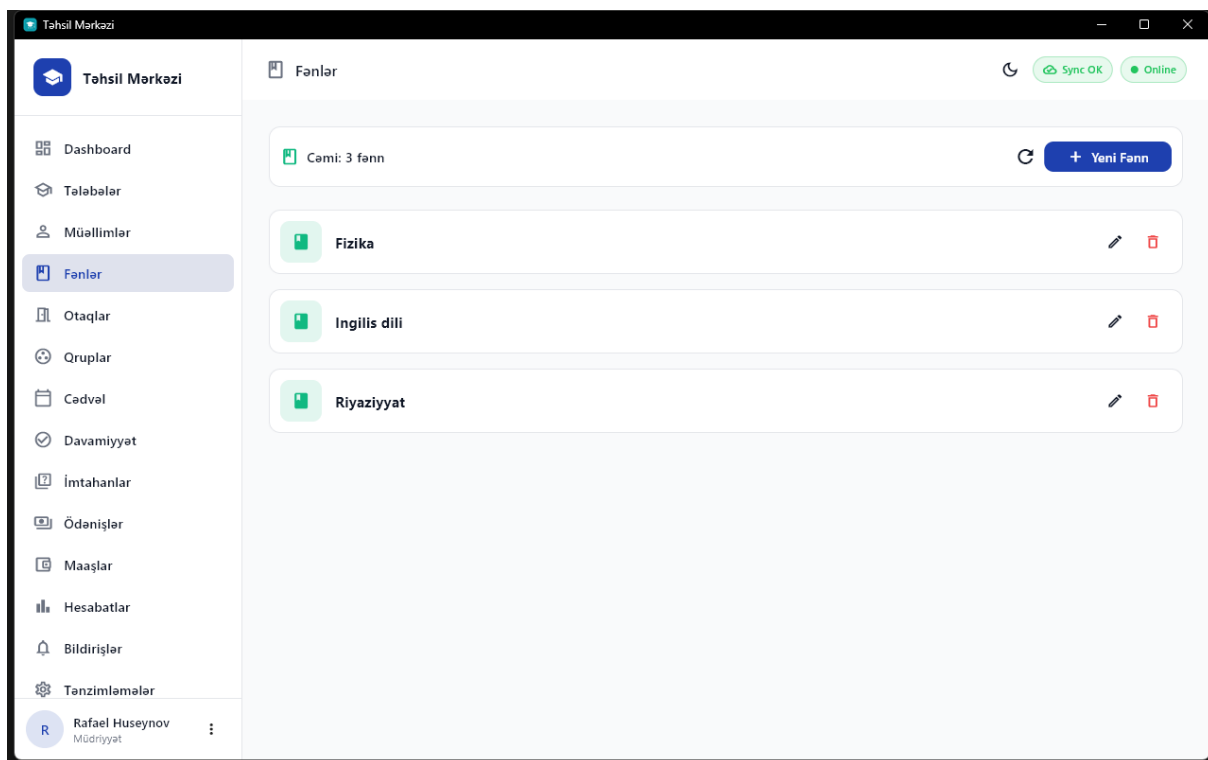 Təhsil Mərkəzi
Təhsil Mərkəzi
Dashboard
Tələbələr
Müəllimlər
Fənlər
Otaqlar
Qruplar
Cədvəl
Davamiyyət
İmtahanlar
Ödənişlər
Maaşlar
Hesabatlar
Bildirişlər
Tənzimləmələr
R
Rafael Huseynov
Müdriyyət
Fənlər
Sync OK
Online
Cəmi: 3 fənn
+ Yeni Fənn
Fizika
Ingilis dili
Riyaziyyat